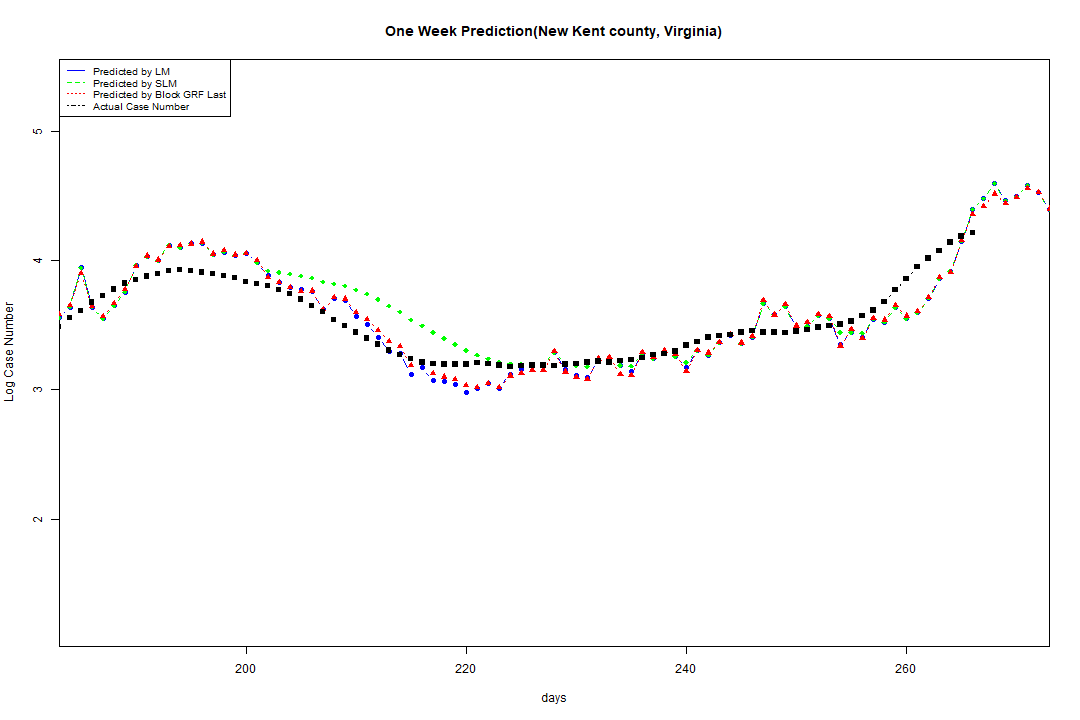 One Week Prediction(New Kent county, Virginia)
Predicted by LM
Predicted by SLM
Predicted by Block GRF Last
Actual Case Number
5
4
3
2
Log Case Number
200
220
240
260
days